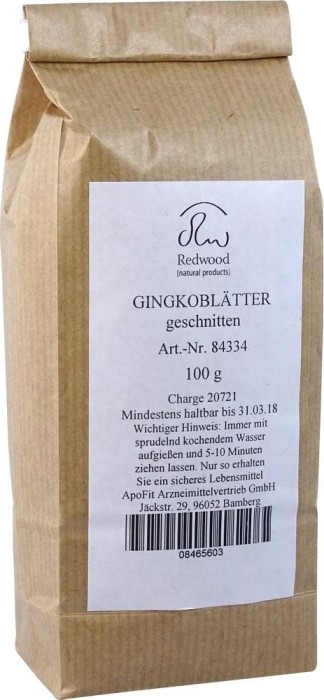 Redwood
[natural products]
GINGKOBLÄTTER
geschnitten
Art.-Nr. 84334
100 g
Charge 20721
Mindestens haltbar bis 31.03.18
Wichtiger Hinweis: Immer mit
sprudelnd kochendem Wasser
aufgießen und 5-10 Minuten
ziehen lassen. Nur so erhalten
Sie ein sicheres Lebensmittel
ApoFit Arzneimittelvertrieb GmbH
Jäckstr. 29, 96052 Bamberg
08465603